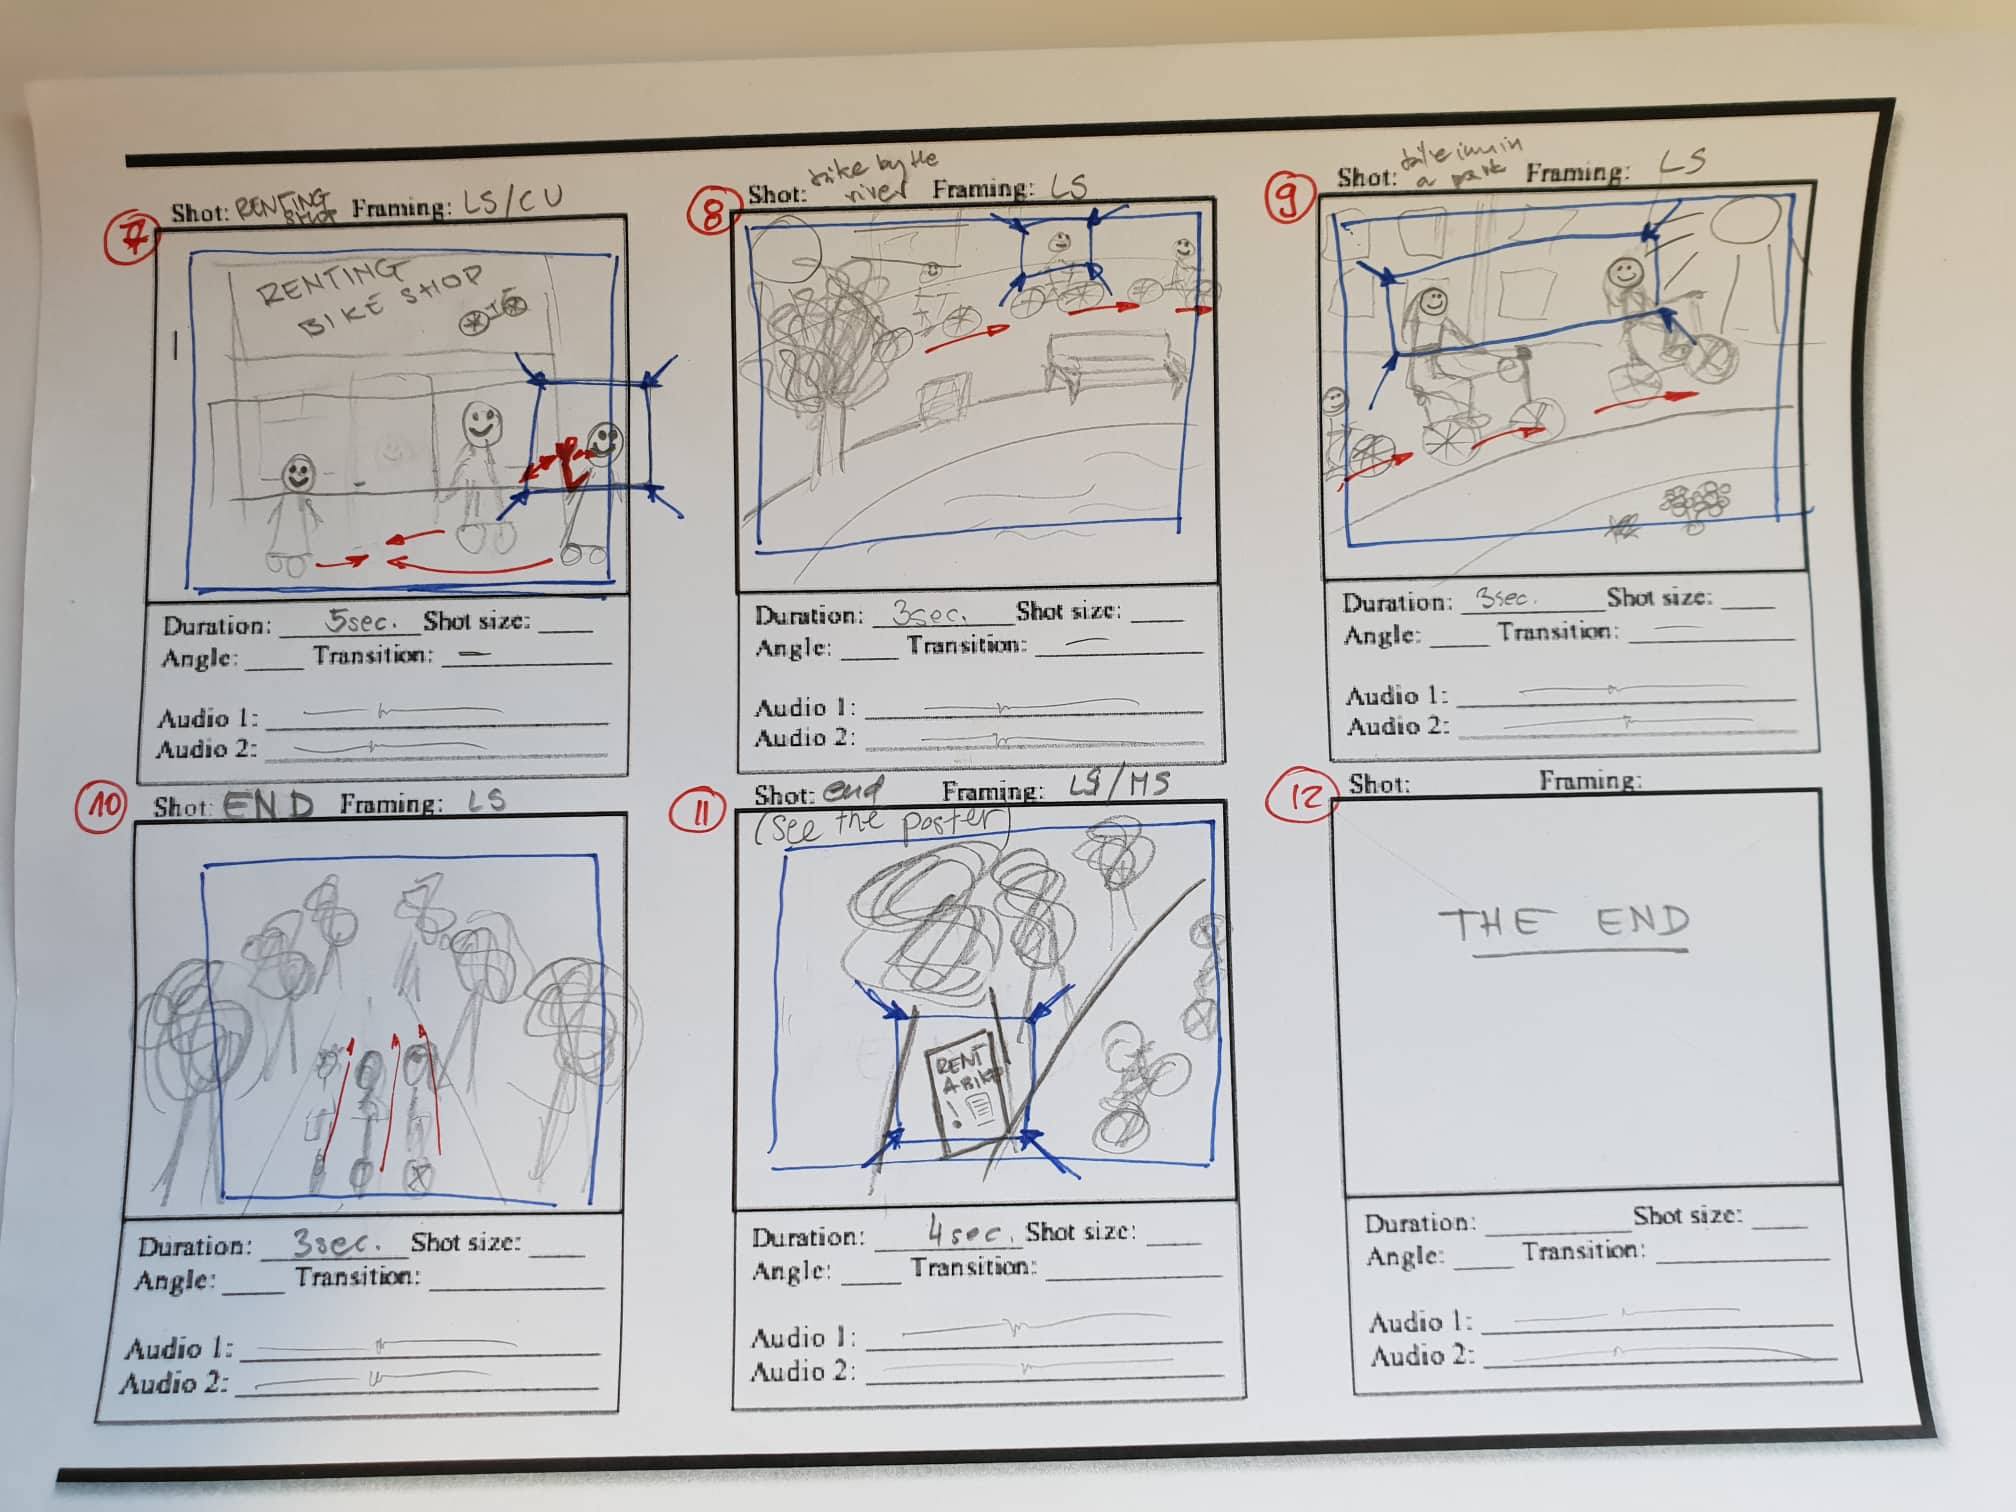 7
Shot: RENTING SHOP Framing: LS/CU
RENTING
BIKE SHOP
Duration: 5sec. Shot size:
Angle: Transition: –
Audio 1:
Audio 2:
8
Shot: bike by the
river Framing: LS
Duration: 3sec. Shot size:
Angle: Transition: –
Audio 1:
Audio 2:
9
Shot: in
a park Framing: LS
Duration: 3sec. Shot size:
Angle: Transition: –
Audio 1:
Audio 2:
10
Shot: END Framing: LS
Duration: 3sec. Shot size:
Angle: Transition:
Audio 1:
Audio 2:
11
Shot: end Framing: LS/MS
(see the poster)
RENT
A BIKE
!
Duration: 4sec. Shot size:
Angle: Transition:
Audio 1:
Audio 2:
12
Shot: Framing:
THE END
Duration: Shot size:
Angle: Transition:
Audio 1:
Audio 2: